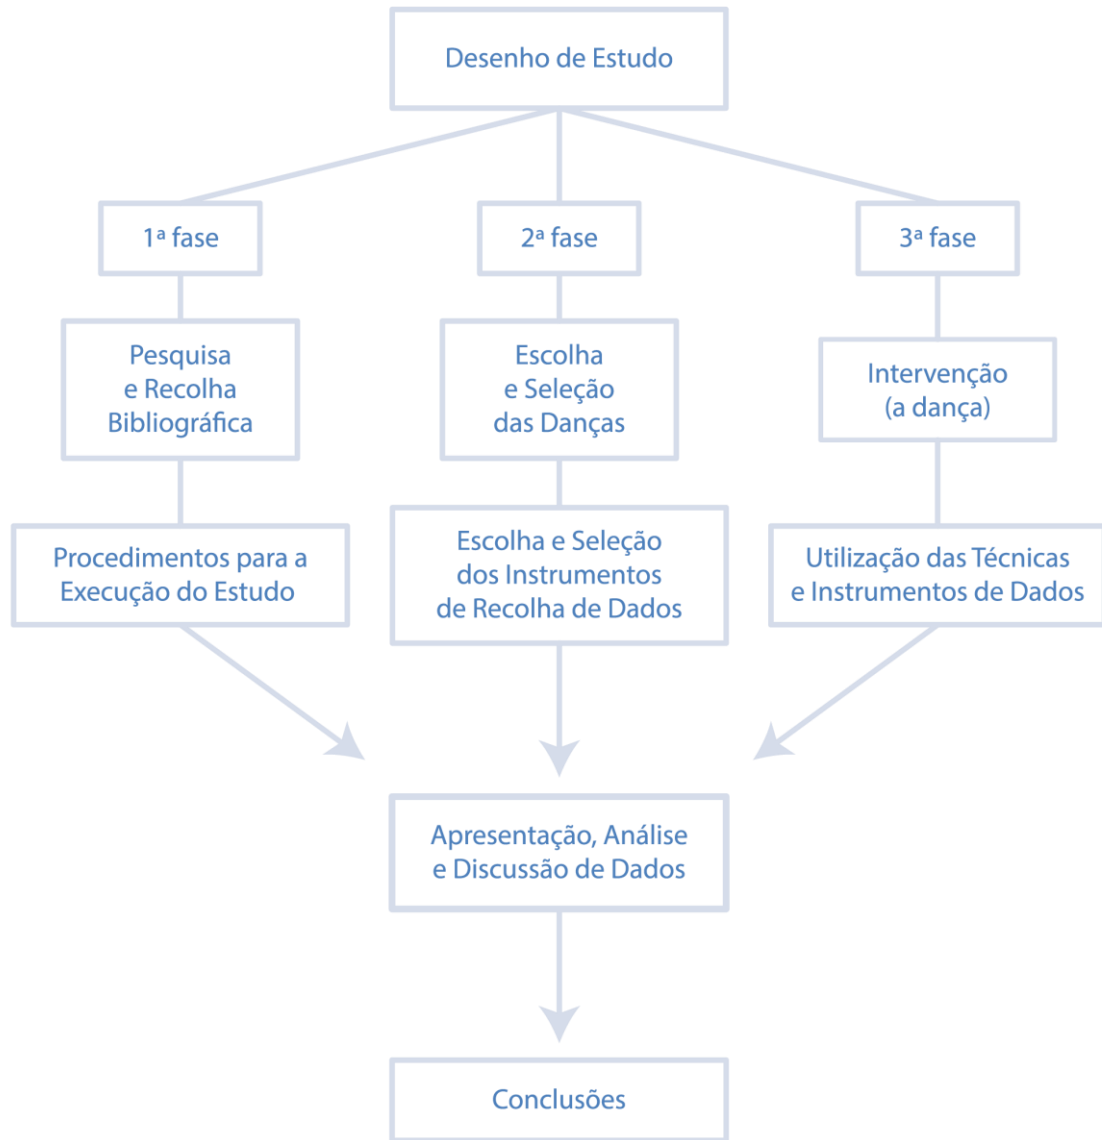 Desenho de Estudo
1ª fase
2ª fase
3ª fase
Pesquisa
e Recolha
Bibliográfica
Escolha
e Seleção
das Danças
Intervenção
(a dança)
Procedimentos para a
Execução do Estudo
Escolha e Seleção
dos Instrumentos
de Recolha de Dados
Utilização das Técnicas
e Instrumentos de Dados
Apresentação, Análise
e Discussão de Dados
Conclusões